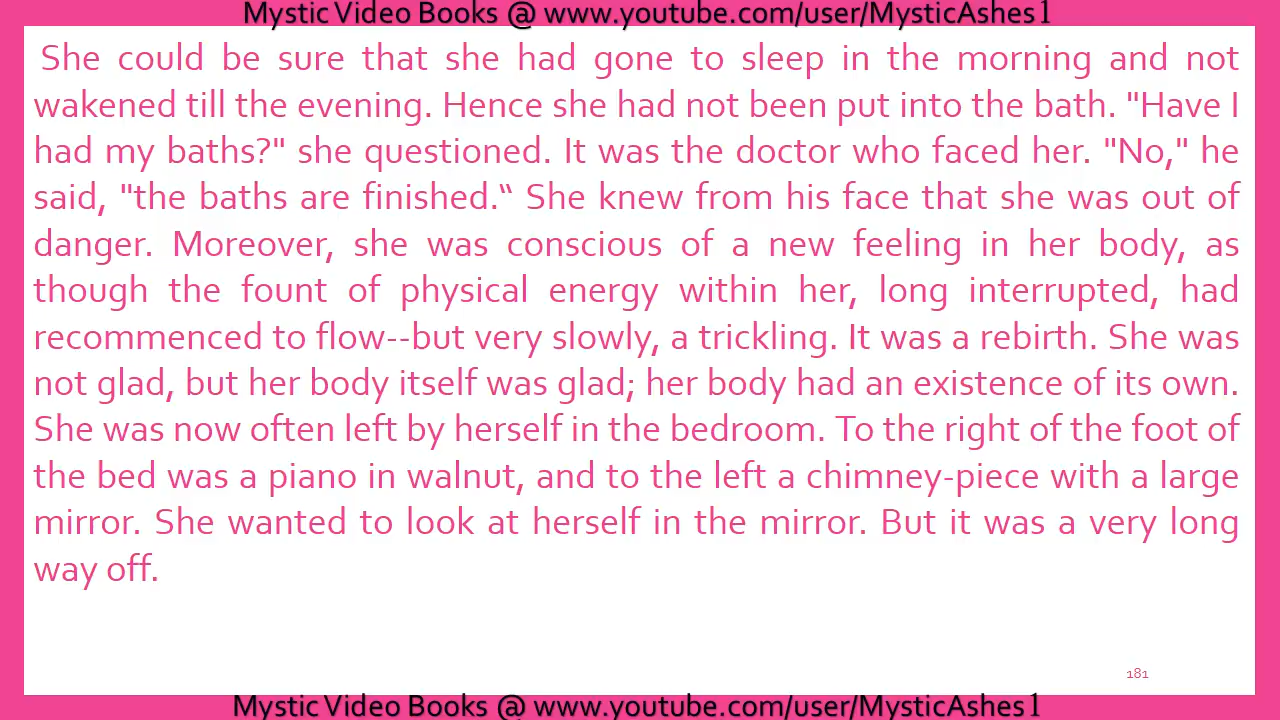 Mystic Video Books @ www.youtube.com/user/MysticAshes1
She could be sure that she had gone to sleep in the morning and not
wakened till the evening. Hence she had not been put into the bath. "Have I
had my baths?" she questioned. It was the doctor who faced her. "No," he
said, "the baths are finished.“ She knew from his face that she was out of
danger. Moreover, she was conscious of a new feeling in her body, as
though the fount of physical energy within her, long interrupted, had
recommenced to flow--but very slowly, a trickling. It was a rebirth. She was
not glad, but her body itself was glad; her body had an existence of its own.
She was now often left by herself in the bedroom. To the right of the foot of
the bed was a piano in walnut, and to the left a chimney-piece with a large
mirror. She wanted to look at herself in the mirror. But it was a very long
way off.
181
Mystic Video Books @ www.youtube.com/user/MysticAshes1